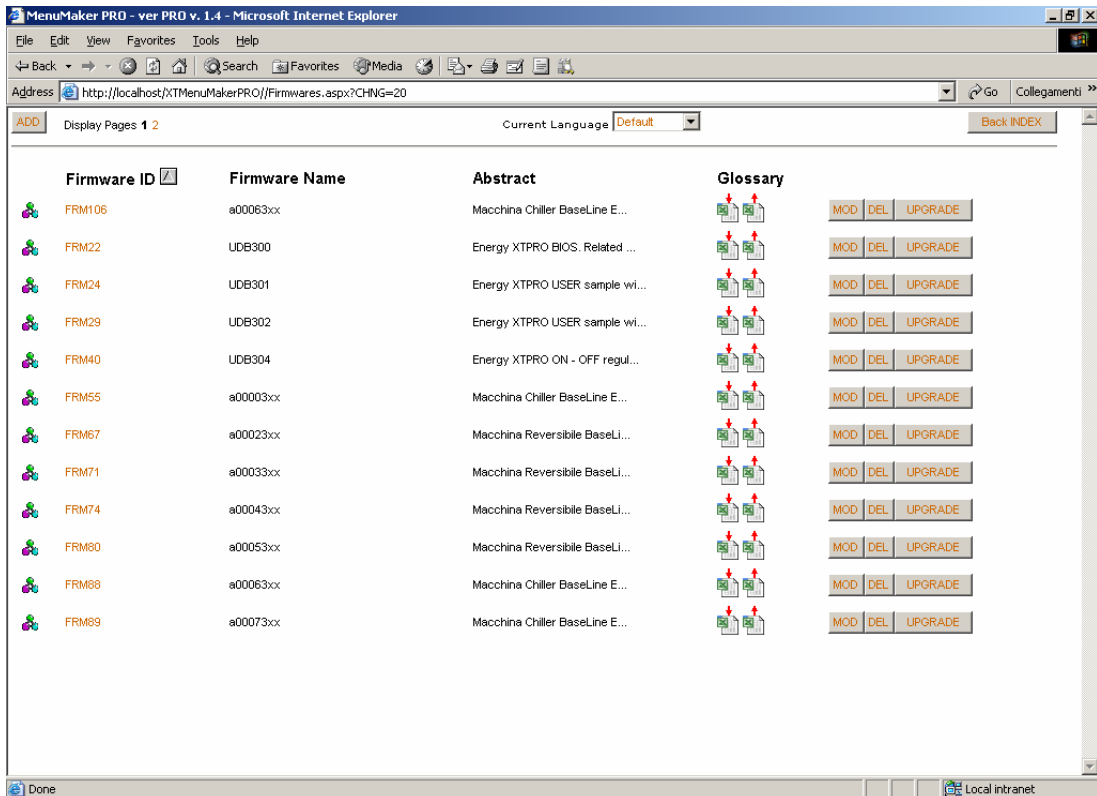 MenuMaker PRO - ver PRO v. 1.4 - Microsoft Internet Explorer
File Edit View Favorites Tools Help
Back Search Favorites Media
Address http://localhost/XTMenuMakerPRO//Firmwares.aspx?CHNG=20 Go Collegamenti »
ADD Display Pages 1 2 Current Language Default Back INDEX
Firmware ID Firmware Name Abstract Glossary
FRM106 a00063xx Macchina Chiller BaseLine E... MOD DEL UPGRADE
FRM22 UDB300 Energy XTPRO BIOS. Related ... MOD DEL UPGRADE
FRM24 UDB301 Energy XTPRO USER sample wi... MOD DEL UPGRADE
FRM29 UDB302 Energy XTPRO USER sample wi... MOD DEL UPGRADE
FRM40 UDB304 Energy XTPRO ON - OFF regul... MOD DEL UPGRADE
FRM55 a00003xx Macchina Chiller BaseLine E... MOD DEL UPGRADE
FRM67 a00023xx Macchina Reversibile BaseLi... MOD DEL UPGRADE
FRM71 a00033xx Macchina Reversibile BaseLi... MOD DEL UPGRADE
FRM74 a00043xx Macchina Reversibile BaseLi... MOD DEL UPGRADE
FRM80 a00053xx Macchina Reversibile BaseLi... MOD DEL UPGRADE
FRM88 a00063xx Macchina Chiller BaseLine E... MOD DEL UPGRADE
FRM89 a00073xx Macchina Chiller BaseLine E... MOD DEL UPGRADE
Done Local intranet